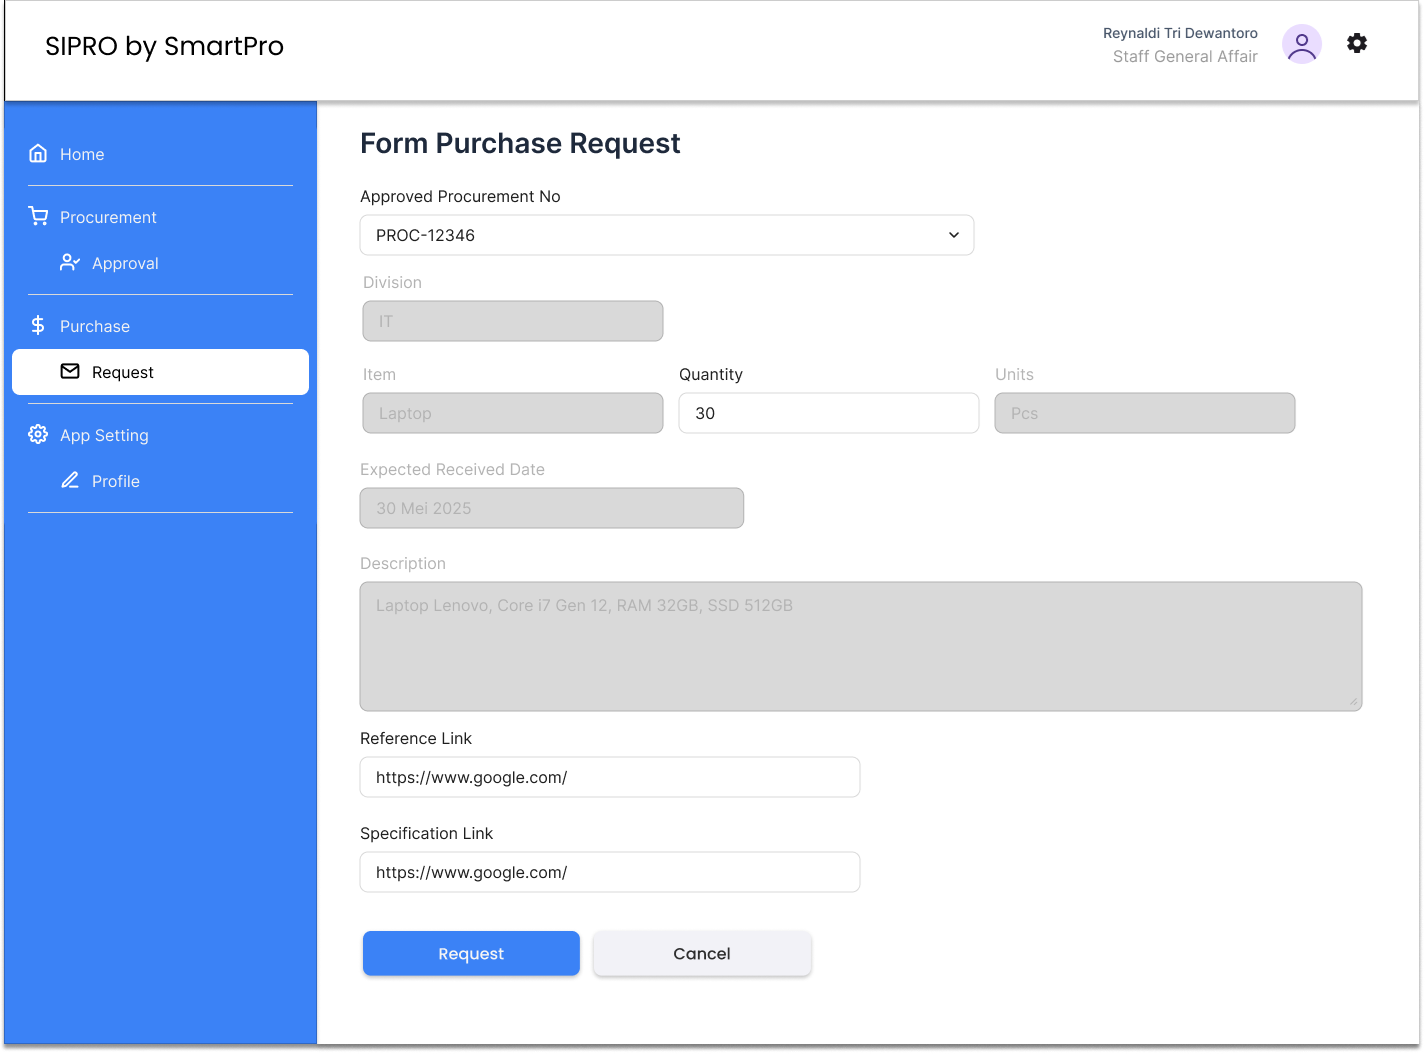 SIPRO by SmartPro
Reynaldi Tri Dewantoro
Staff General Affair
Home
Procurement
Approval
Purchase
Request
App Setting
Profile
Form Purchase Request
Approved Procurement No
PROC-12346
Division
IT
Item
Quantity
Units
Laptop
30
Pcs
Expected Received Date
30 Mei 2025
Description
Laptop Lenovo, Core i7 Gen 12, RAM 32GB, SSD 512GB
Reference Link
https://www.google.com/
Specification Link
https://www.google.com/
Request
Cancel